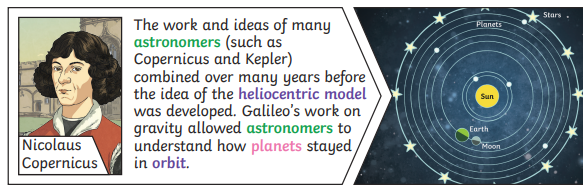 The work and ideas of many
astronomers (such as
Copernicus and Kepler)
combined over many years before
the idea of the heliocentric model
was developed. Galileo's work on
gravity allowed astronomers to
understand how planets stayed
in orbit.
Nicolaus
Copernicus
Stars
Planets
Sun
Earth
Moon